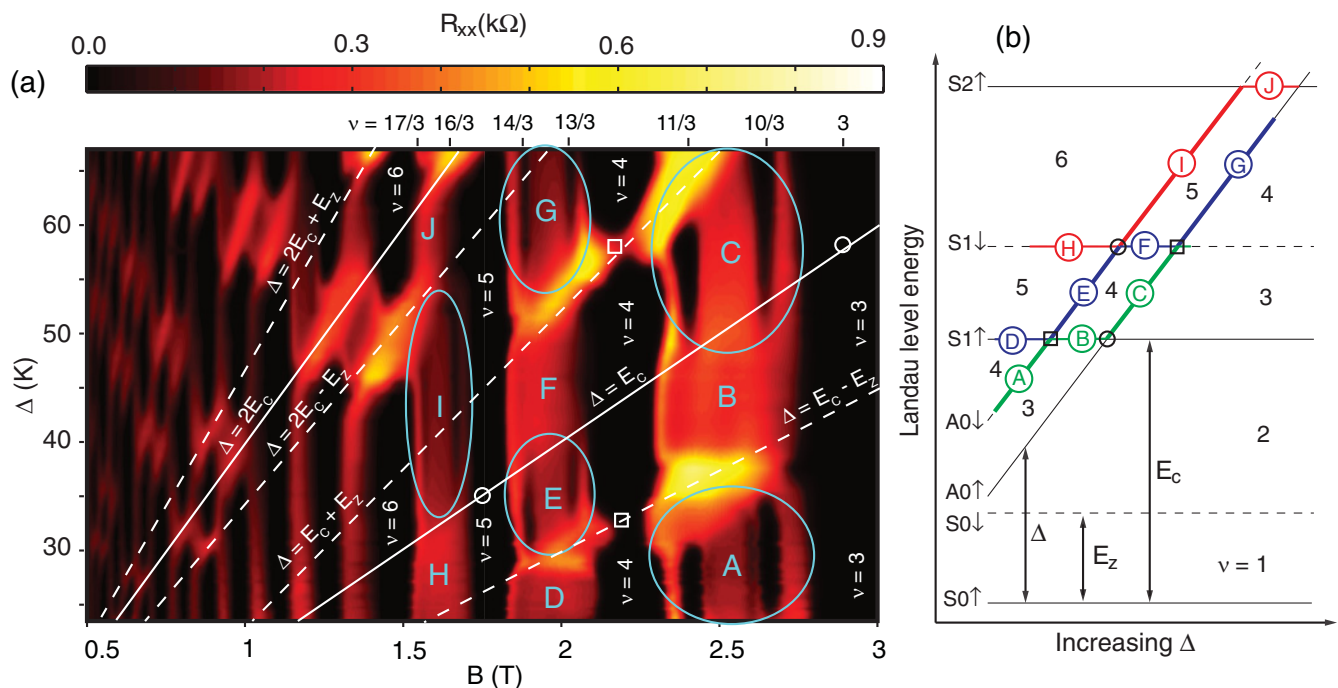 R_xx(kΩ)
0.0 0.3 0.6 0.9
(a)
ν = 17/3 16/3 14/3 13/3 11/3 10/3 3
Δ = 2E_c + E_z
Δ = 2E_c
Δ = 2E_c - E_z
Δ = E_c + E_z
Δ = E_c
Δ = E_c - E_z
ν = 6
ν = 4
ν = 5
ν = 4
ν = 3
ν = 6
ν = 5
ν = 4
ν = 3
G
J
C
I
F
B
E
H
D
A
60
50
40
30
Δ (K)
0.5 1 1.5 2 2.5 3
B (T)
(b)
Landau level energy
S2↑
J
6
I
5
G
4
S1↓
H
F
5
E
4
C
3
S1↑
D
B
4
A
3
A0↓
2
E_c
A0↑
S0↓
Δ
E_z
ν = 1
S0↑
Increasing Δ